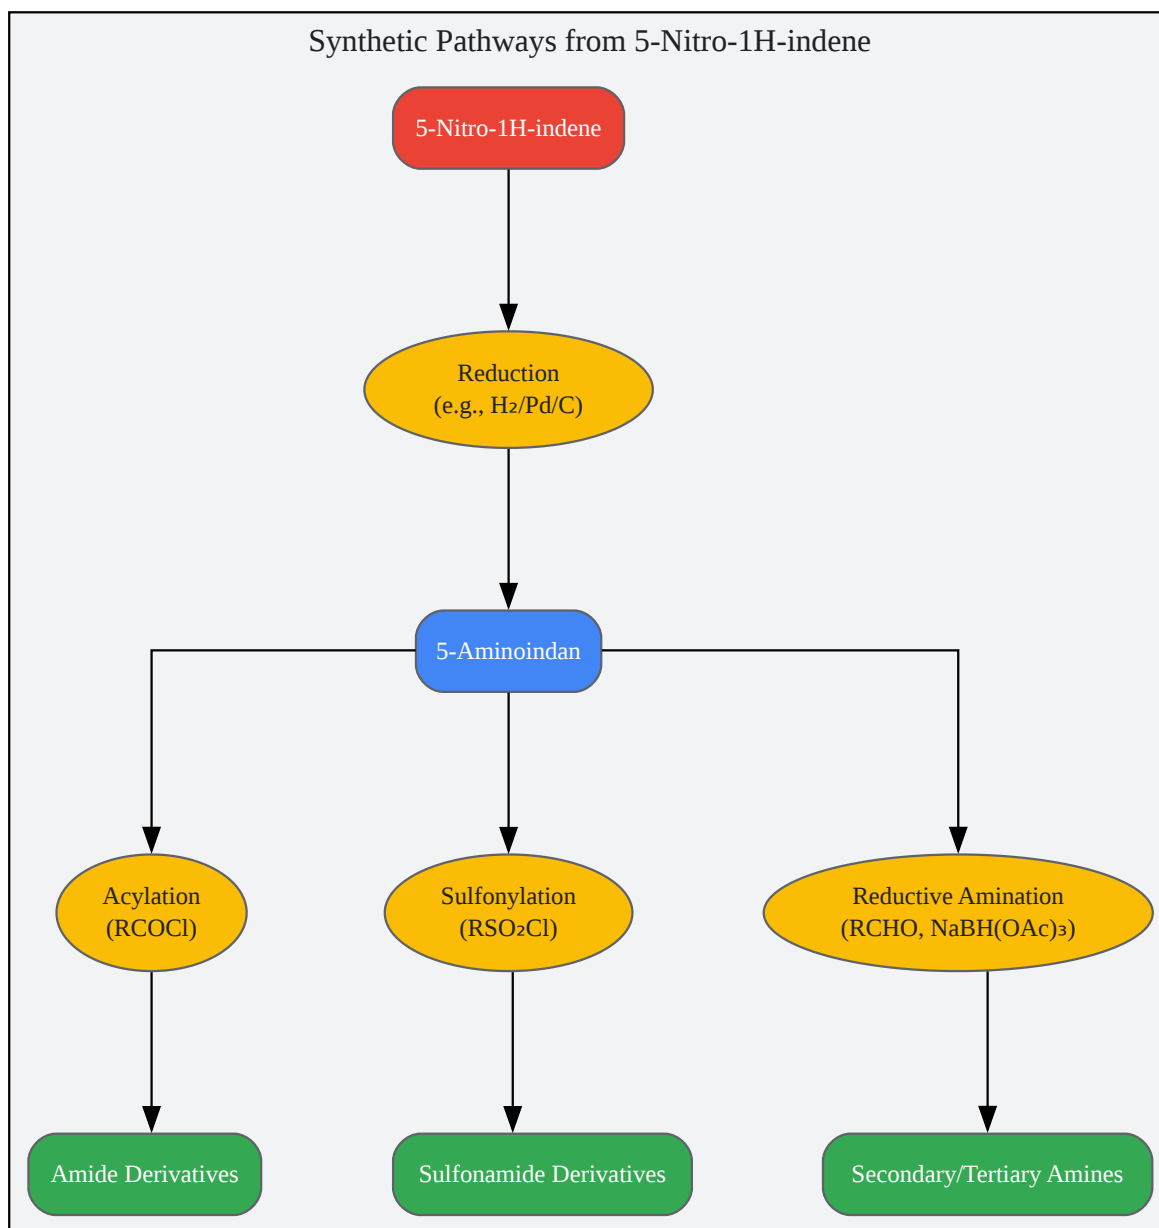 Synthetic Pathways from 5-Nitro-1H-indene
5-Nitro-1H-indene
Reduction
(e.g., H₂/Pd/C)
5-Aminoindan
Acylation
(RCOCl)
Sulfonylation
(RSO₂Cl)
Reductive Amination
(RCHO, NaBH(OAc)₃)
Amide Derivatives
Sulfonamide Derivatives
Secondary/Tertiary Amines